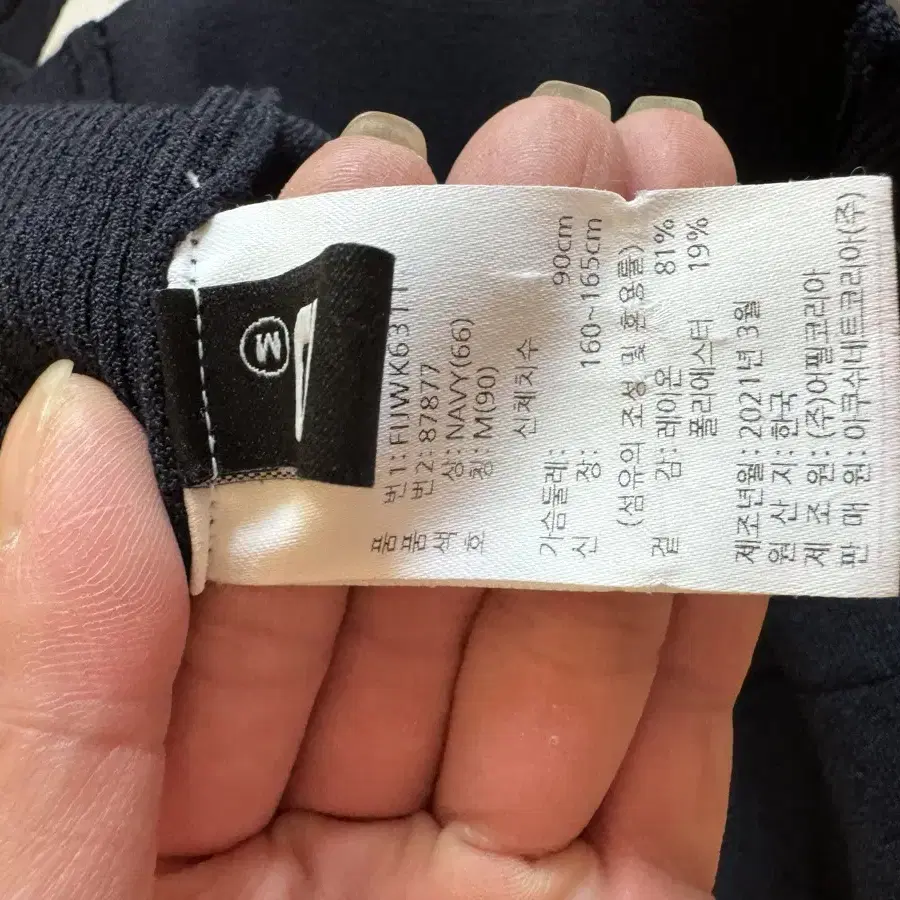 M
품 번1: FIJWK631
품 번2: 87877
색 상: NAVY(66)
호 칭: M(90)
신체치수
가슴둘레: 90cm
신 장: 160~165cm
(섬유의 조성 및 혼용률)
겉 감: 레이온 81%
폴리에스터 19%
제조년월: 2021년 3월
원 산 지: 한국
제 조 원: (주)이필코리아
판 매 원: 아쿠쉬네트코리아(주)